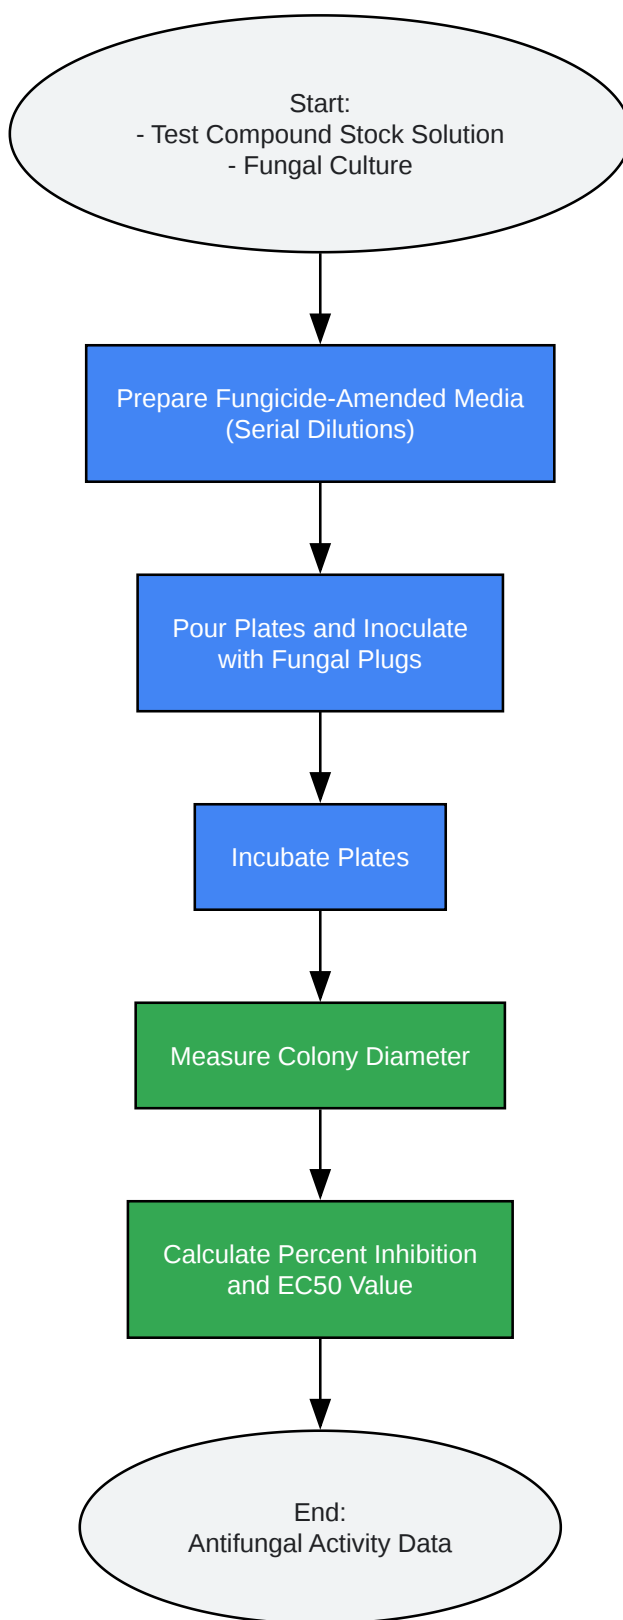 Start:
- Test Compound Stock Solution
- Fungal Culture
Prepare Fungicide-Amended Media
(Serial Dilutions)
Pour Plates and Inoculate
with Fungal Plugs
Incubate Plates
Measure Colony Diameter
Calculate Percent Inhibition
and EC50 Value
End:
Antifungal Activity Data